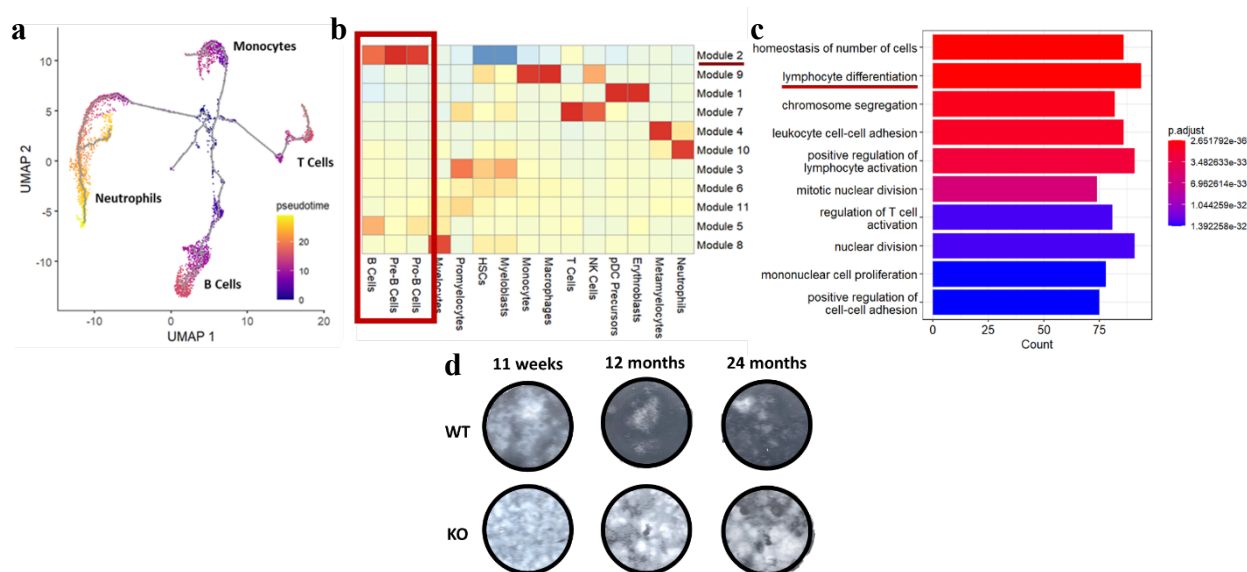 a
Monocytes
T Cells
Neutrophils
B Cells
pseudotime
0
20
UMAP 2
10
5
0
-5
-10
-10
0
10
20
UMAP 1
b
Module 2
Module 9
Module 1
Module 7
Module 4
Module 10
Module 3
Module 6
Module 11
Module 5
Module 8
B Cells
Pre-B Cells
Pro-B Cells
Myelocytes
Promyelocytes
HSCs
Myeloblasts
Monocytes
Macrophages
T Cells
NK Cells
pDC Precursors
Erythroblasts
Metamyelocytes
Neutrophils
c
homeostasis of number of cells
lymphocyte differentiation
chromosome segregation
leukocyte cell-cell adhesion
positive regulation of
lymphocyte activation
mitotic nuclear division
regulation of T cell
activation
nuclear division
mononuclear cell proliferation
positive regulation of
cell-cell adhesion
0
25
50
75
Count
p.adjust
2.651792e-36
3.482633e-33
6.962614e-33
1.044259e-32
1.392268e-32
d
11 weeks
12 months
24 months
WT
KO